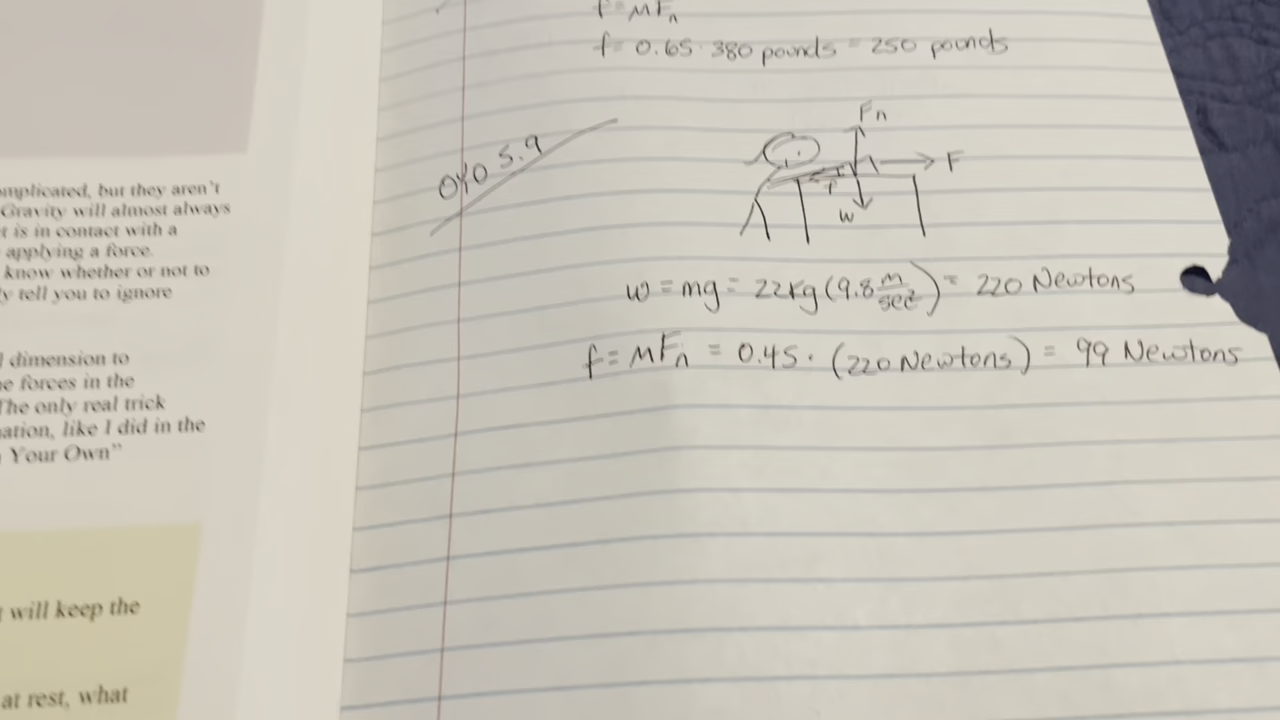 omplicated, but they aren't
Gravity will almost always
t is in contact with a
applying a force.
know whether or not to
ly tell you to ignore
l dimension to
he forces in the
The only real trick
ation, like I did in the
Your Own"
t will keep the
at rest, what
f = μFn
f = 0.65 · 380 pounds = 250 pounds
OYO 5.9
Fn
F
f
w
w = mg = 22kg (9.8 m/sec²) = 220 Newtons
f = μFn = 0.45 · (220 Newtons) = 99 Newtons